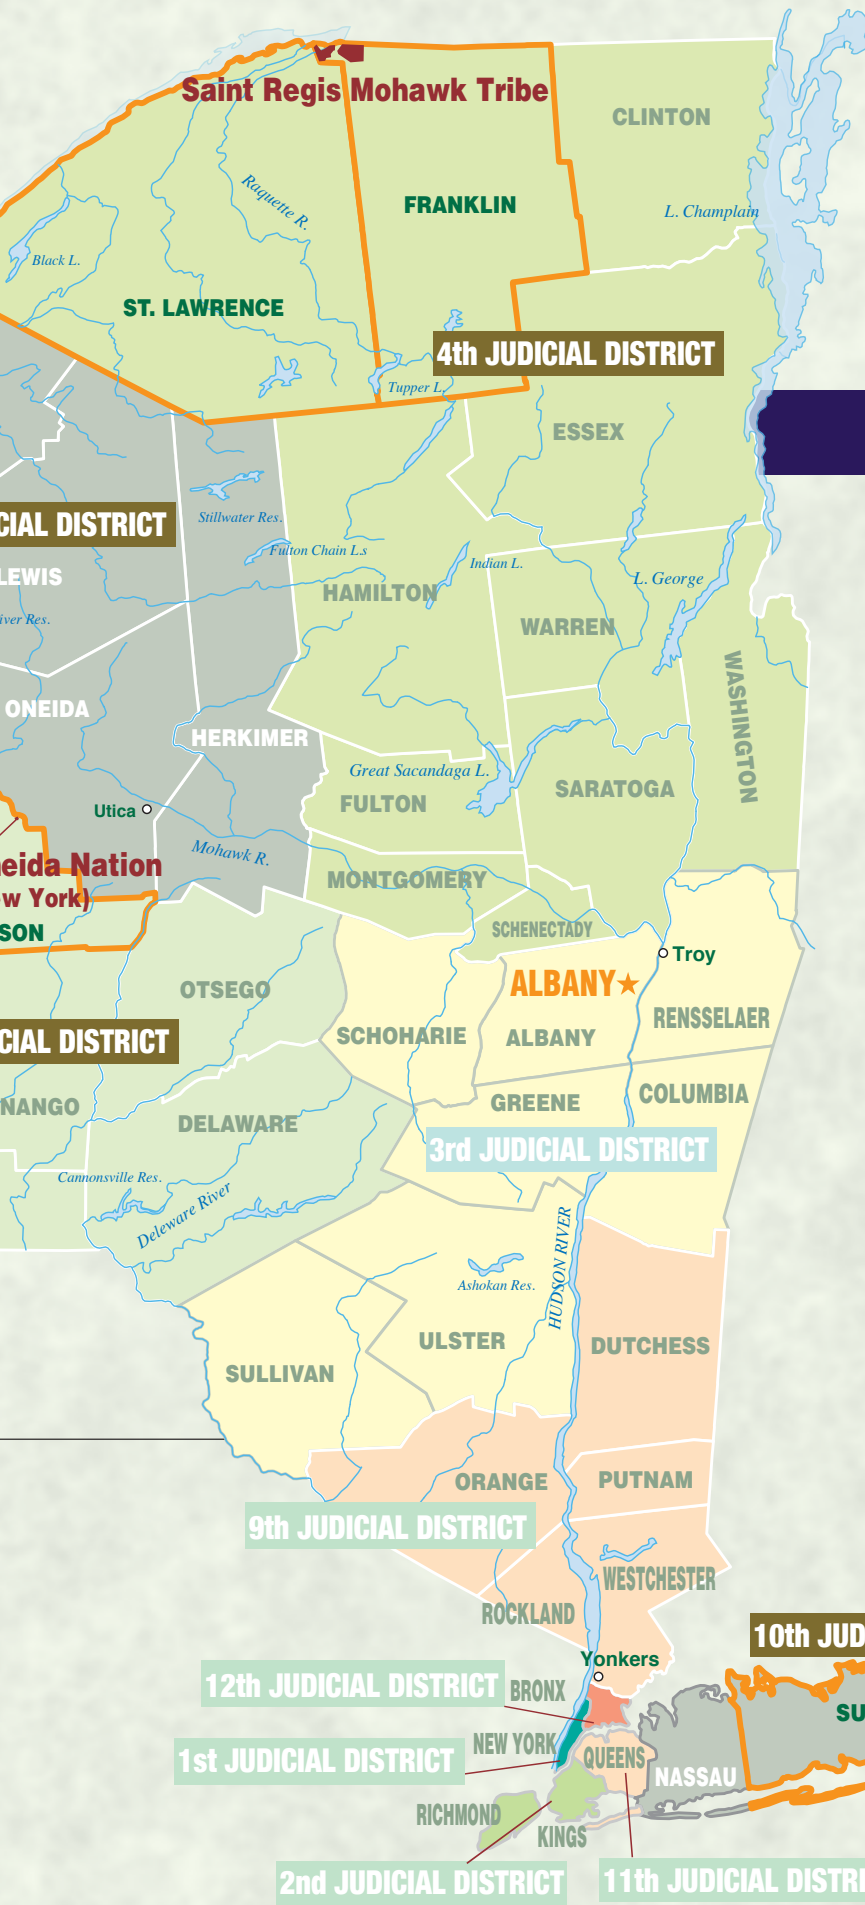 Saint Regis Mohawk Tribe
CLINTON
Raquette R.
FRANKLIN
L. Champlain
Black L.
ST. LAWRENCE
4th JUDICIAL DISTRICT
Tupper L.
ESSEX
Stillwater Res.
CIAL DISTRICT
Fulton Chain L.s
Indian L.
LEWIS
L. George
HAMILTON
iver Res.
WARREN
WASHINGTON
ONEIDA
HERKIMER
Great Sacandaga L.
SARATOGA
FULTON
Utica
Mohawk R.
eida Nation
w York)
MONTGOMERY
SON
SCHENECTADY
Troy
ALBANY
OTSEGO
RENSSELAER
SCHOHARIE
ALBANY
CIAL DISTRICT
COLUMBIA
GREENE
NANGO
DELAWARE
3rd JUDICIAL DISTRICT
Cannonsville Res.
Deleware River
HUDSON RIVER
Ashokan Res.
ULSTER
DUTCHESS
SULLIVAN
ORANGE
PUTNAM
9th JUDICIAL DISTRICT
WESTCHESTER
ROCKLAND
10th JUD
Yonkers
12th JUDICIAL DISTRICT
BRONX
SU
NEW YORK
1st JUDICIAL DISTRICT
QUEENS
NASSAU
RICHMOND
KINGS
2nd JUDICIAL DISTRICT
11th JUDICIAL DISTRI